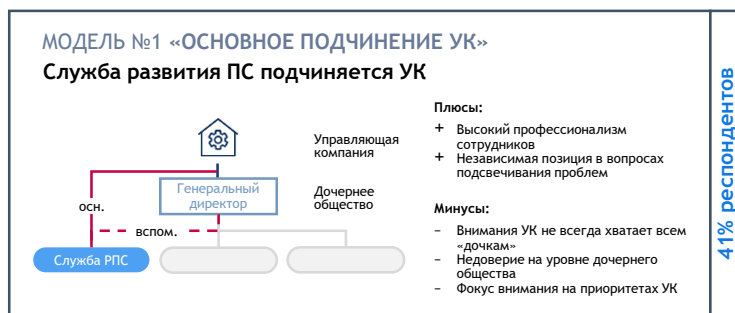 МОДЕЛЬ №1 «ОСНОВНОЕ ПОДЧИНЕНИЕ УК»
Служба развития ПС подчиняется УК
Управляющая
компания
Генеральный
директор
Дочернее
общество
осн.
вспом.
Служба РПС
Плюсы:
+ Высокий профессионализм
сотрудников
+ Независимая позиция в вопросах
подсвечивания проблем
Минусы:
– Внимания УК не всегда хватает всем
«дочкам»
– Недоверие на уровне дочернего
общества
– Фокус внимания на приоритетах УК
41% респондентов